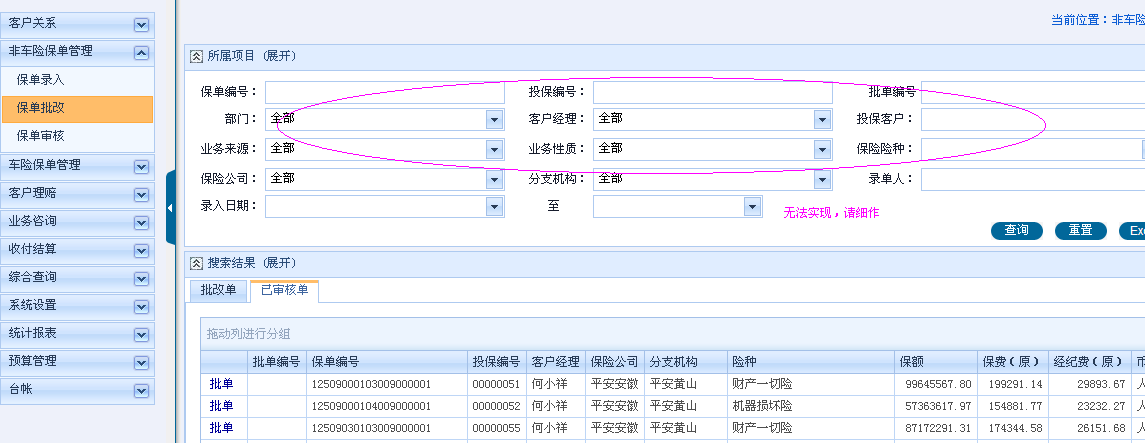 当前位置：非车险
客户关系
非车险保单管理
保单录入
保单批改
保单审核
车险保单管理
客户理赔
业务咨询
收付结算
综合查询
系统设置
统计报表
预算管理
台帐
所属项目 (展开)
保单编号： 投保编号： 批单编号
部门： 全部 客户经理： 全部 投保客户：
业务来源： 全部 业务性质： 全部 保险险种：
保险公司： 全部 分支机构： 全部 录单人：
录入日期： 至
无法实现，请细作
查询 重置 Ex
搜索结果 (展开)
批改单 已审核单
拖动列进行分组
批单编号 保单编号 投保编号 客户经理 保险公司 分支机构 险种 保额 保费(原) 经纪费(原) 币
批单 12509000103009000001 00000051 何小祥 平安安徽 平安黄山 财产一切险 99645567.80 199291.14 29893.67 人
批单 12509000104009000001 00000052 何小祥 平安安徽 平安黄山 机器损坏险 57363617.97 154881.77 23232.27 人
批单 12509030103009000001 00000055 何小祥 平安安徽 平安黄山 财产一切险 87172291.31 174344.58 26151.68 人